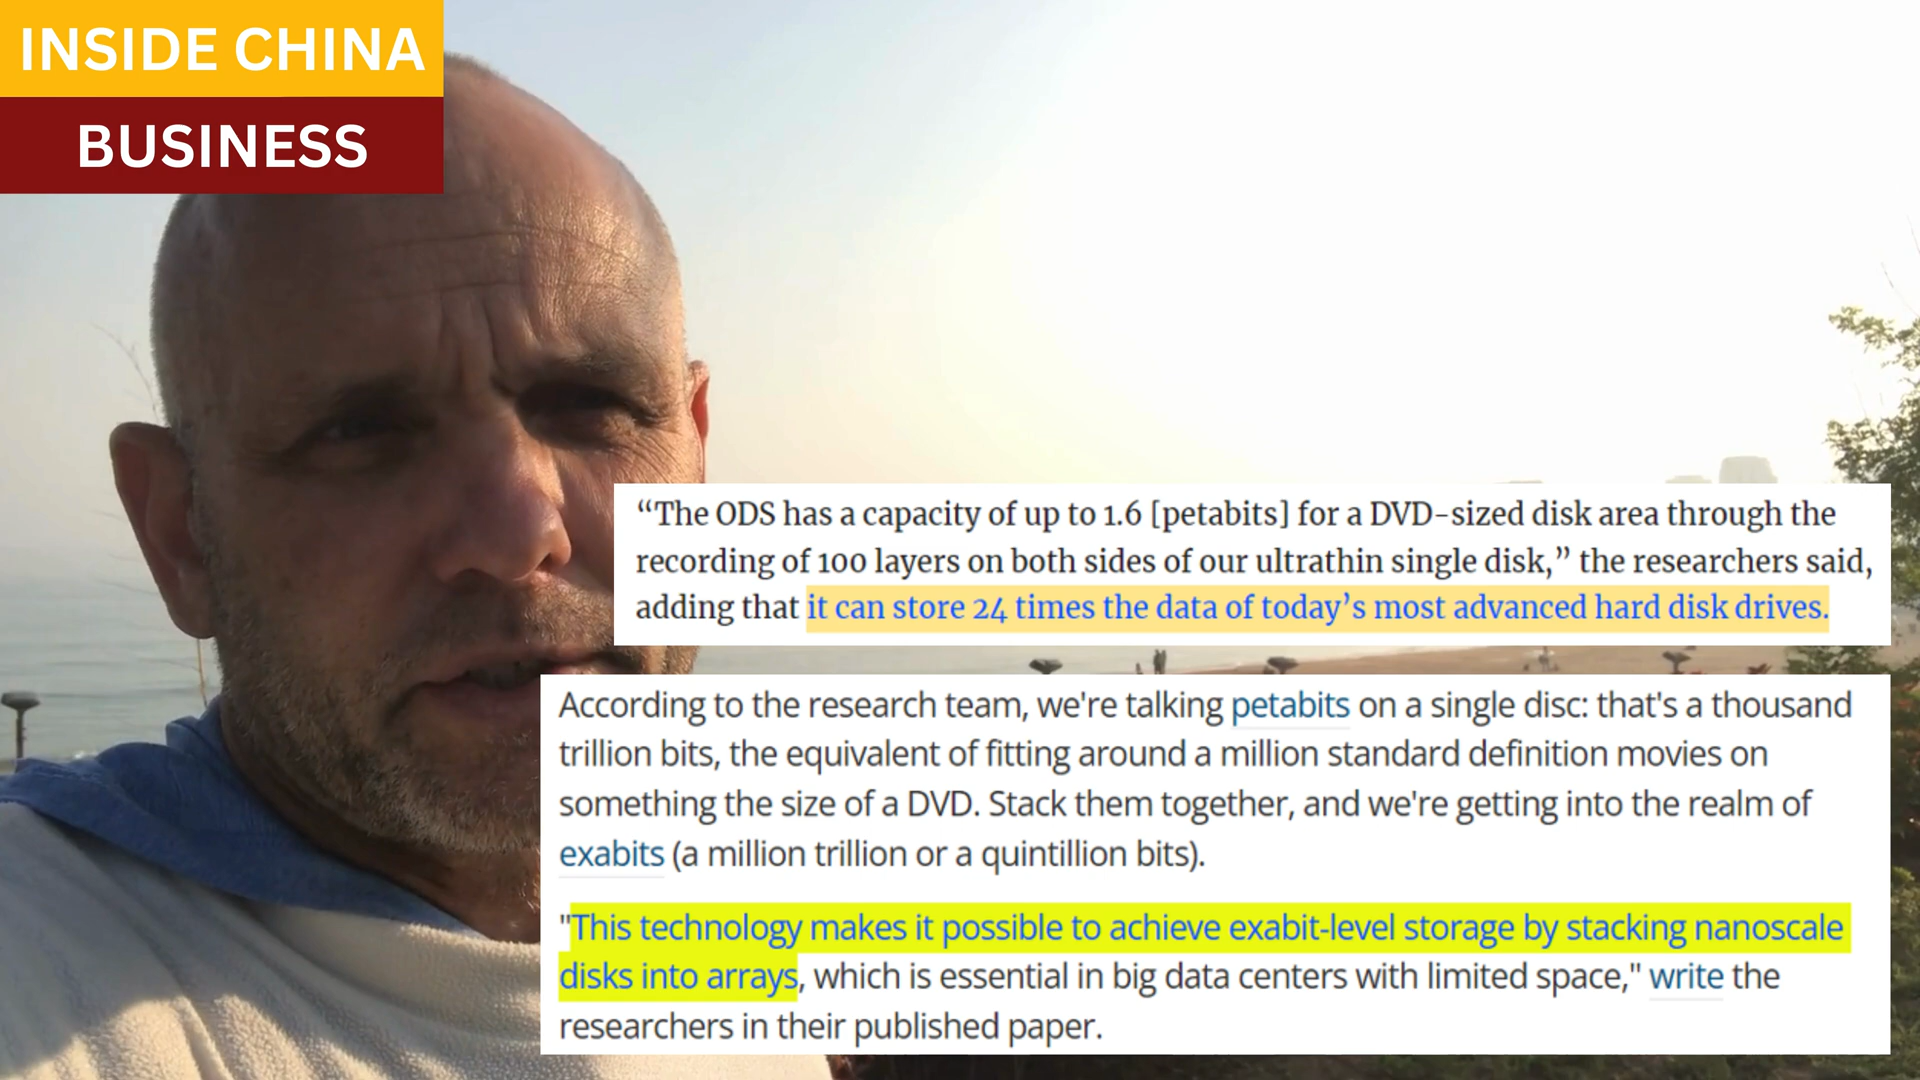 INSIDE CHINA
BUSINESS
“The ODS has a capacity of up to 1.6 [petabits] for a DVD-sized disk area through the
recording of 100 layers on both sides of our ultrathin single disk,” the researchers said,
adding that it can store 24 times the data of today’s most advanced hard disk drives.
According to the research team, we're talking petabits on a single disc: that's a thousand
trillion bits, the equivalent of fitting around a million standard definition movies on
something the size of a DVD. Stack them together, and we're getting into the realm of
exabits (a million trillion or a quintillion bits).
"This technology makes it possible to achieve exabit-level storage by stacking nanoscale
disks into arrays, which is essential in big data centers with limited space," write the
researchers in their published paper.